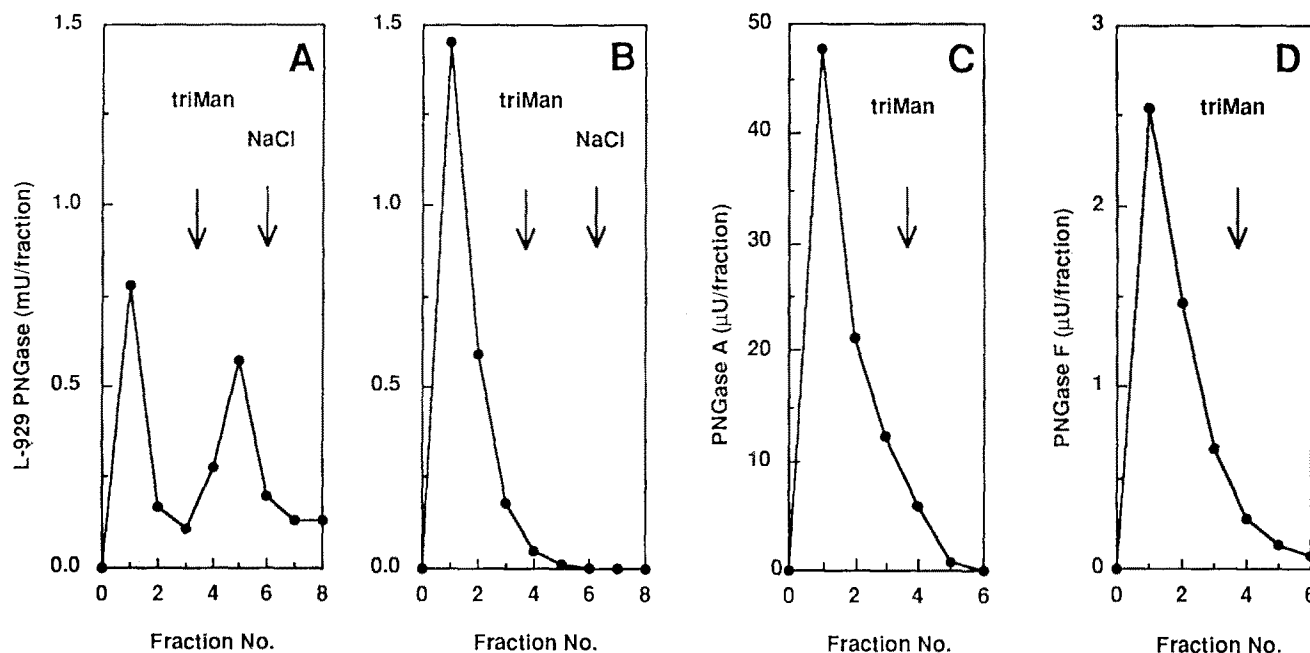 A
1.5
1.0
0.5
0.0
triMan
NaCl
0 2 4 6 8
Fraction No.
L-929 PNGase (mU/fraction)
B
1.5
1.0
0.5
0.0
triMan
NaCl
0 2 4 6 8
Fraction No.
C
50
40
30
20
10
0
triMan
0 2 4 6
Fraction No.
PNGase A (µU/fraction)
D
3
2
1
0
triMan
0 2 4 6
Fraction No.
PNGase F (µU/fraction)